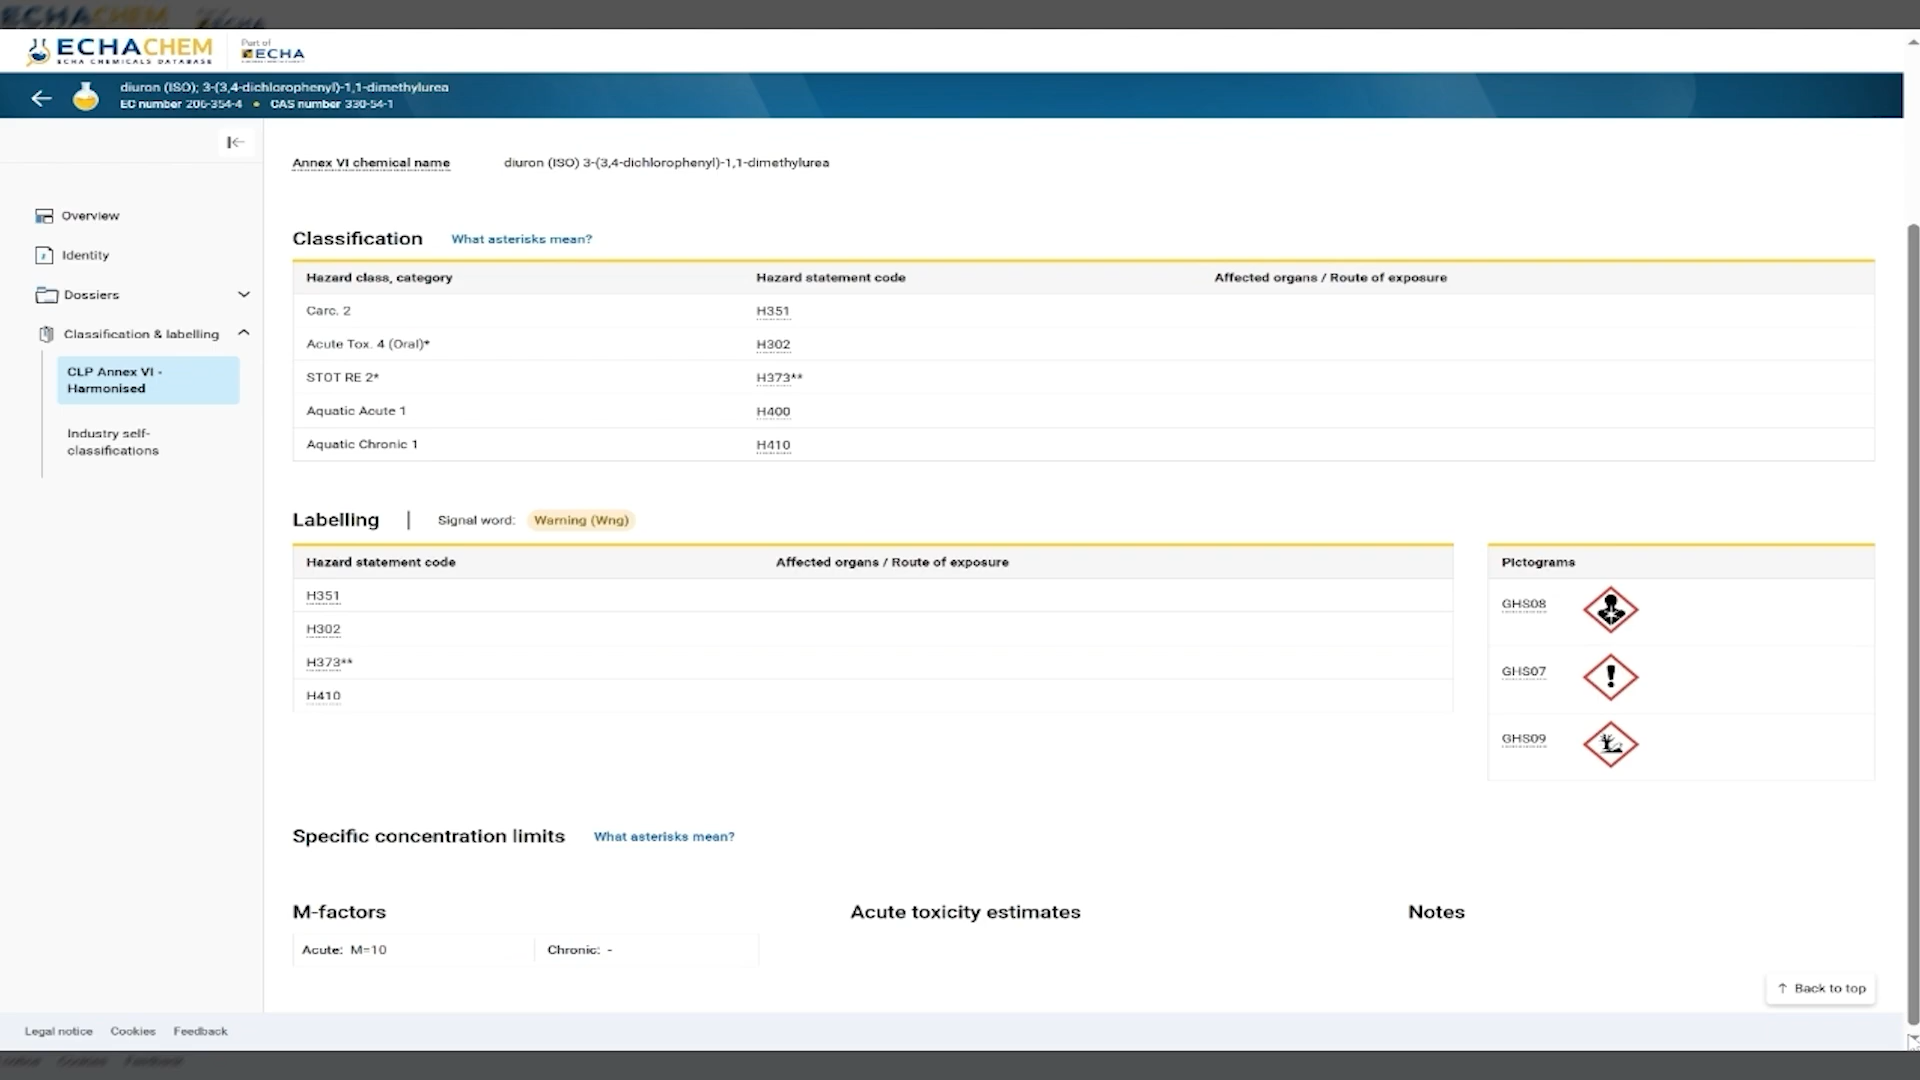 ECHACHEM
ECHA CHEMICALS DATABASE
Part of
ECHA
diuron (ISO); 3-(3,4-dichlorophenyl)-1,1-dimethylurea
EC number 206-354-4 • CAS number 330-54-1
Annex VI chemical name
diuron (ISO) 3-(3,4-dichlorophenyl)-1,1-dimethylurea
Overview
Identity
Dossiers
Classification & labelling
CLP Annex VI -
Harmonised
Industry self-
classifications
Classification What asterisks mean?
Hazard class, category Hazard statement code Affected organs / Route of exposure
Carc. 2 H351
Acute Tox. 4 (Oral)* H302
STOT RE 2* H373**
Aquatic Acute 1 H400
Aquatic Chronic 1 H410
Labelling | Signal word: Warning (Wng)
Hazard statement code Affected organs / Route of exposure
H351
H302
H373**
H410
Pictograms
GHS08
GHS07
GHS09
Specific concentration limits What asterisks mean?
M-factors
Acute: M=10 Chronic: -
Acute toxicity estimates
Notes
Back to top
Legal notice Cookies Feedback